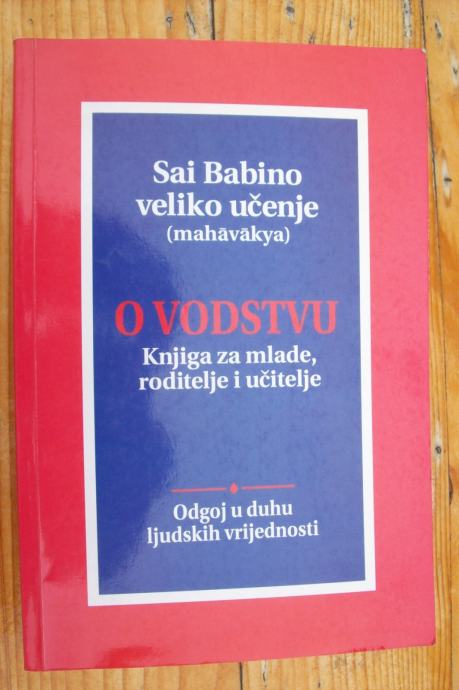 Sai Babino
veliko učenje
(mahāvākya)
O VODSTVU
Knjiga za mlade,
roditelje i učitelje
Odgoj u duhu
ljudskih vrijednosti